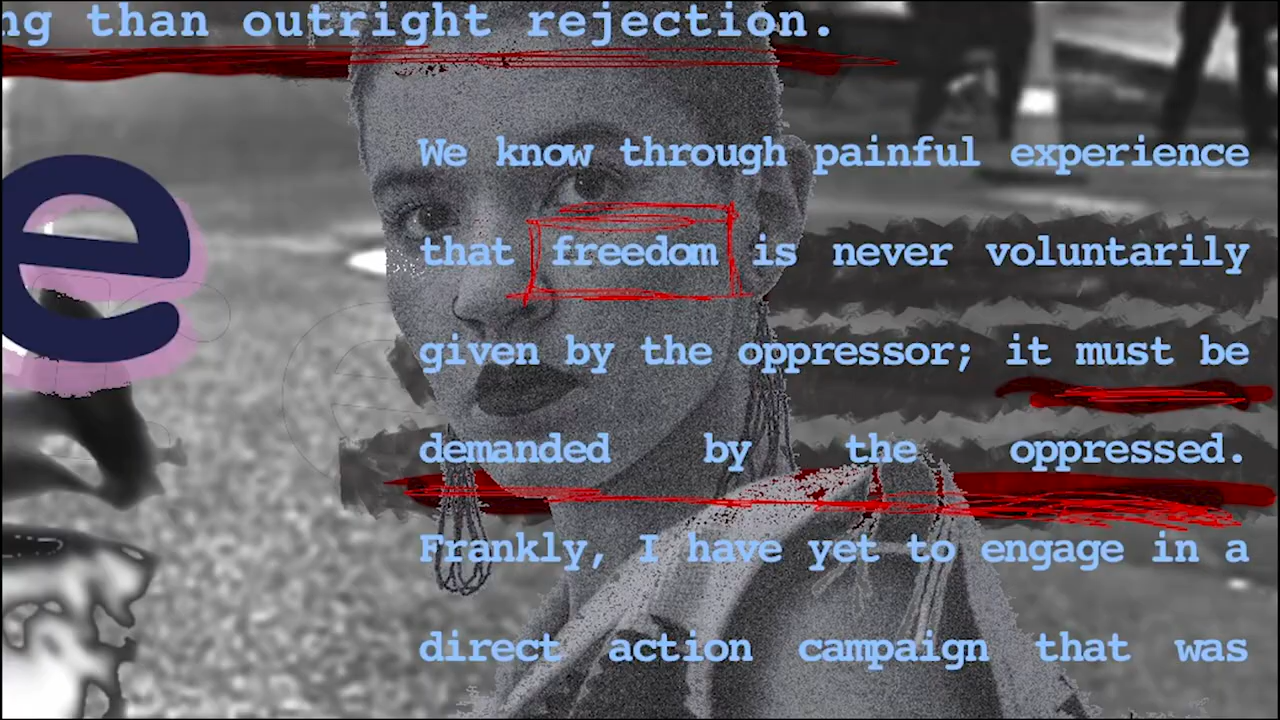 ng than outright rejection.
e
We know through painful experience
that freedom is never voluntarily
given by the oppressor; it must be
demanded by the oppressed.
Frankly, I have yet to engage in a
direct action campaign that was